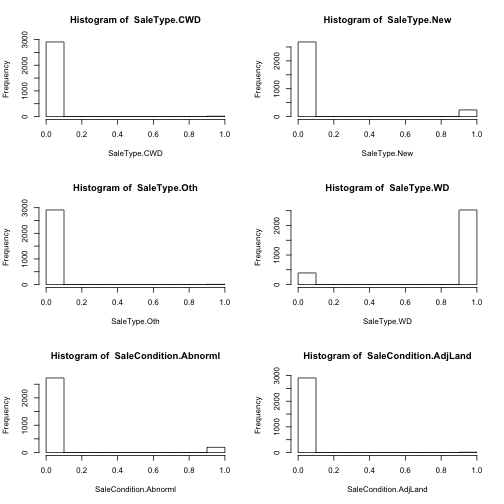 Histogram of SaleType.CWD
Frequency
0 1000 2000 3000
0.0 0.2 0.4 0.6 0.8 1.0
SaleType.CWD
Histogram of SaleType.New
Frequency
0 1000 2000
0.0 0.2 0.4 0.6 0.8 1.0
SaleType.New
Histogram of SaleType.Oth
Frequency
0 1000 2000 3000
0.0 0.2 0.4 0.6 0.8 1.0
SaleType.Oth
Histogram of SaleType.WD
Frequency
0 1000 2000
0.0 0.2 0.4 0.6 0.8 1.0
SaleType.WD
Histogram of SaleCondition.Abnorml
Frequency
0 1000 2000
0.0 0.2 0.4 0.6 0.8 1.0
SaleCondition.Abnorml
Histogram of SaleCondition.AdjLand
Frequency
0 1000 2000 3000
0.0 0.2 0.4 0.6 0.8 1.0
SaleCondition.AdjLand